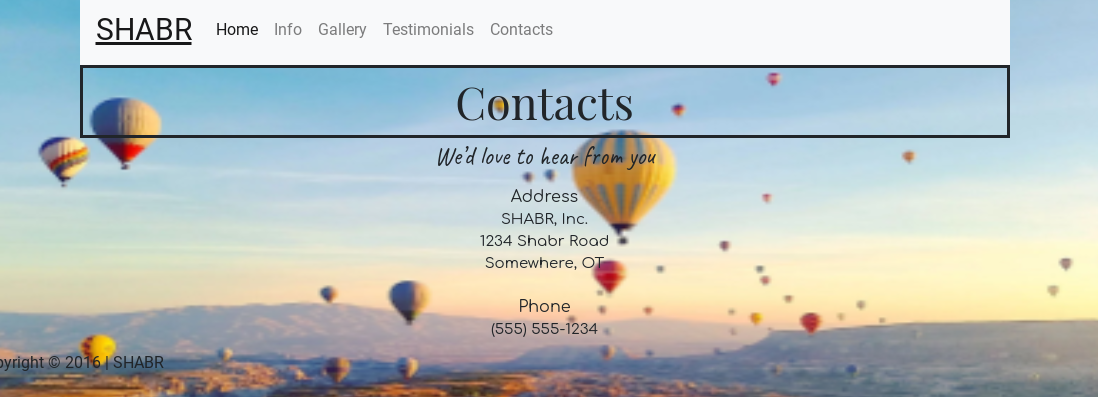 SHABR Home Info Gallery Testimonials Contacts
Contacts
We'd love to hear from you
Address
SHABR, Inc.
1234 Shabr Road
Somewhere, OT
Phone
(555) 555-1234
pyright © 2016 | SHABR